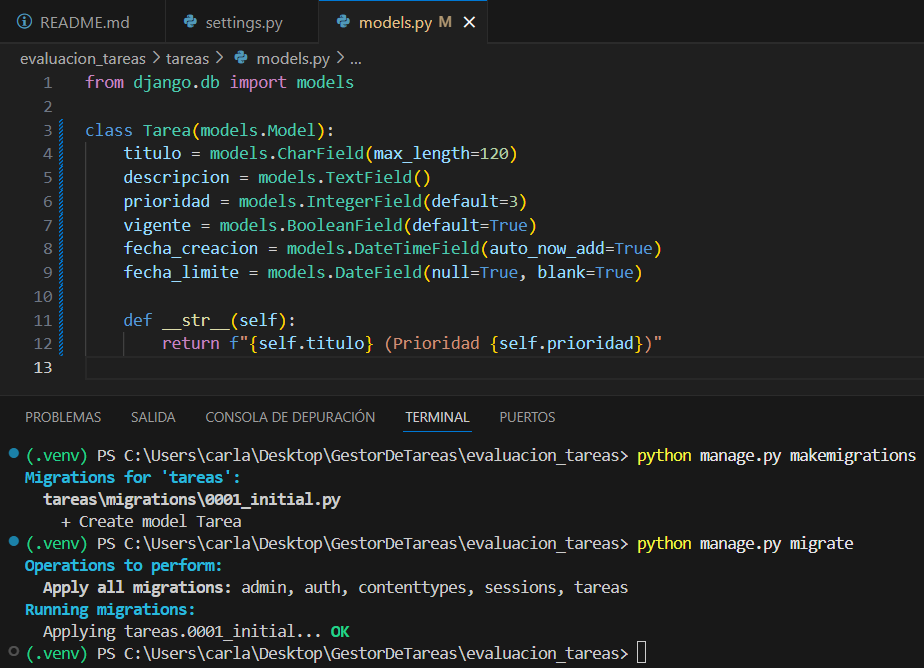 README.md settings.py models.py M
evaluacion_tareas > tareas > models.py > ...
1 from django.db import models
2
3 class Tarea(models.Model):
4     titulo = models.CharField(max_length=120)
5     descripcion = models.TextField()
6     prioridad = models.IntegerField(default=3)
7     vigente = models.BooleanField(default=True)
8     fecha_creacion = models.DateTimeField(auto_now_add=True)
9     fecha_limite = models.DateField(null=True, blank=True)
10
11     def __str__(self):
12         return f"{self.titulo} (Prioridad {self.prioridad})"
13
PROBLEMAS SALIDA CONSOLA DE DEPURACIÓN TERMINAL PUERTOS
(.venv) PS C:\Users\carla\Desktop\GestorDeTareas\evaluacion_tareas> python manage.py makemigrations
Migrations for 'tareas':
  tareas\migrations\0001_initial.py
    + Create model Tarea
(.venv) PS C:\Users\carla\Desktop\GestorDeTareas\evaluacion_tareas> python manage.py migrate
Operations to perform:
  Apply all migrations: admin, auth, contenttypes, sessions, tareas
Running migrations:
  Applying tareas.0001_initial... OK
(.venv) PS C:\Users\carla\Desktop\GestorDeTareas\evaluacion_tareas>